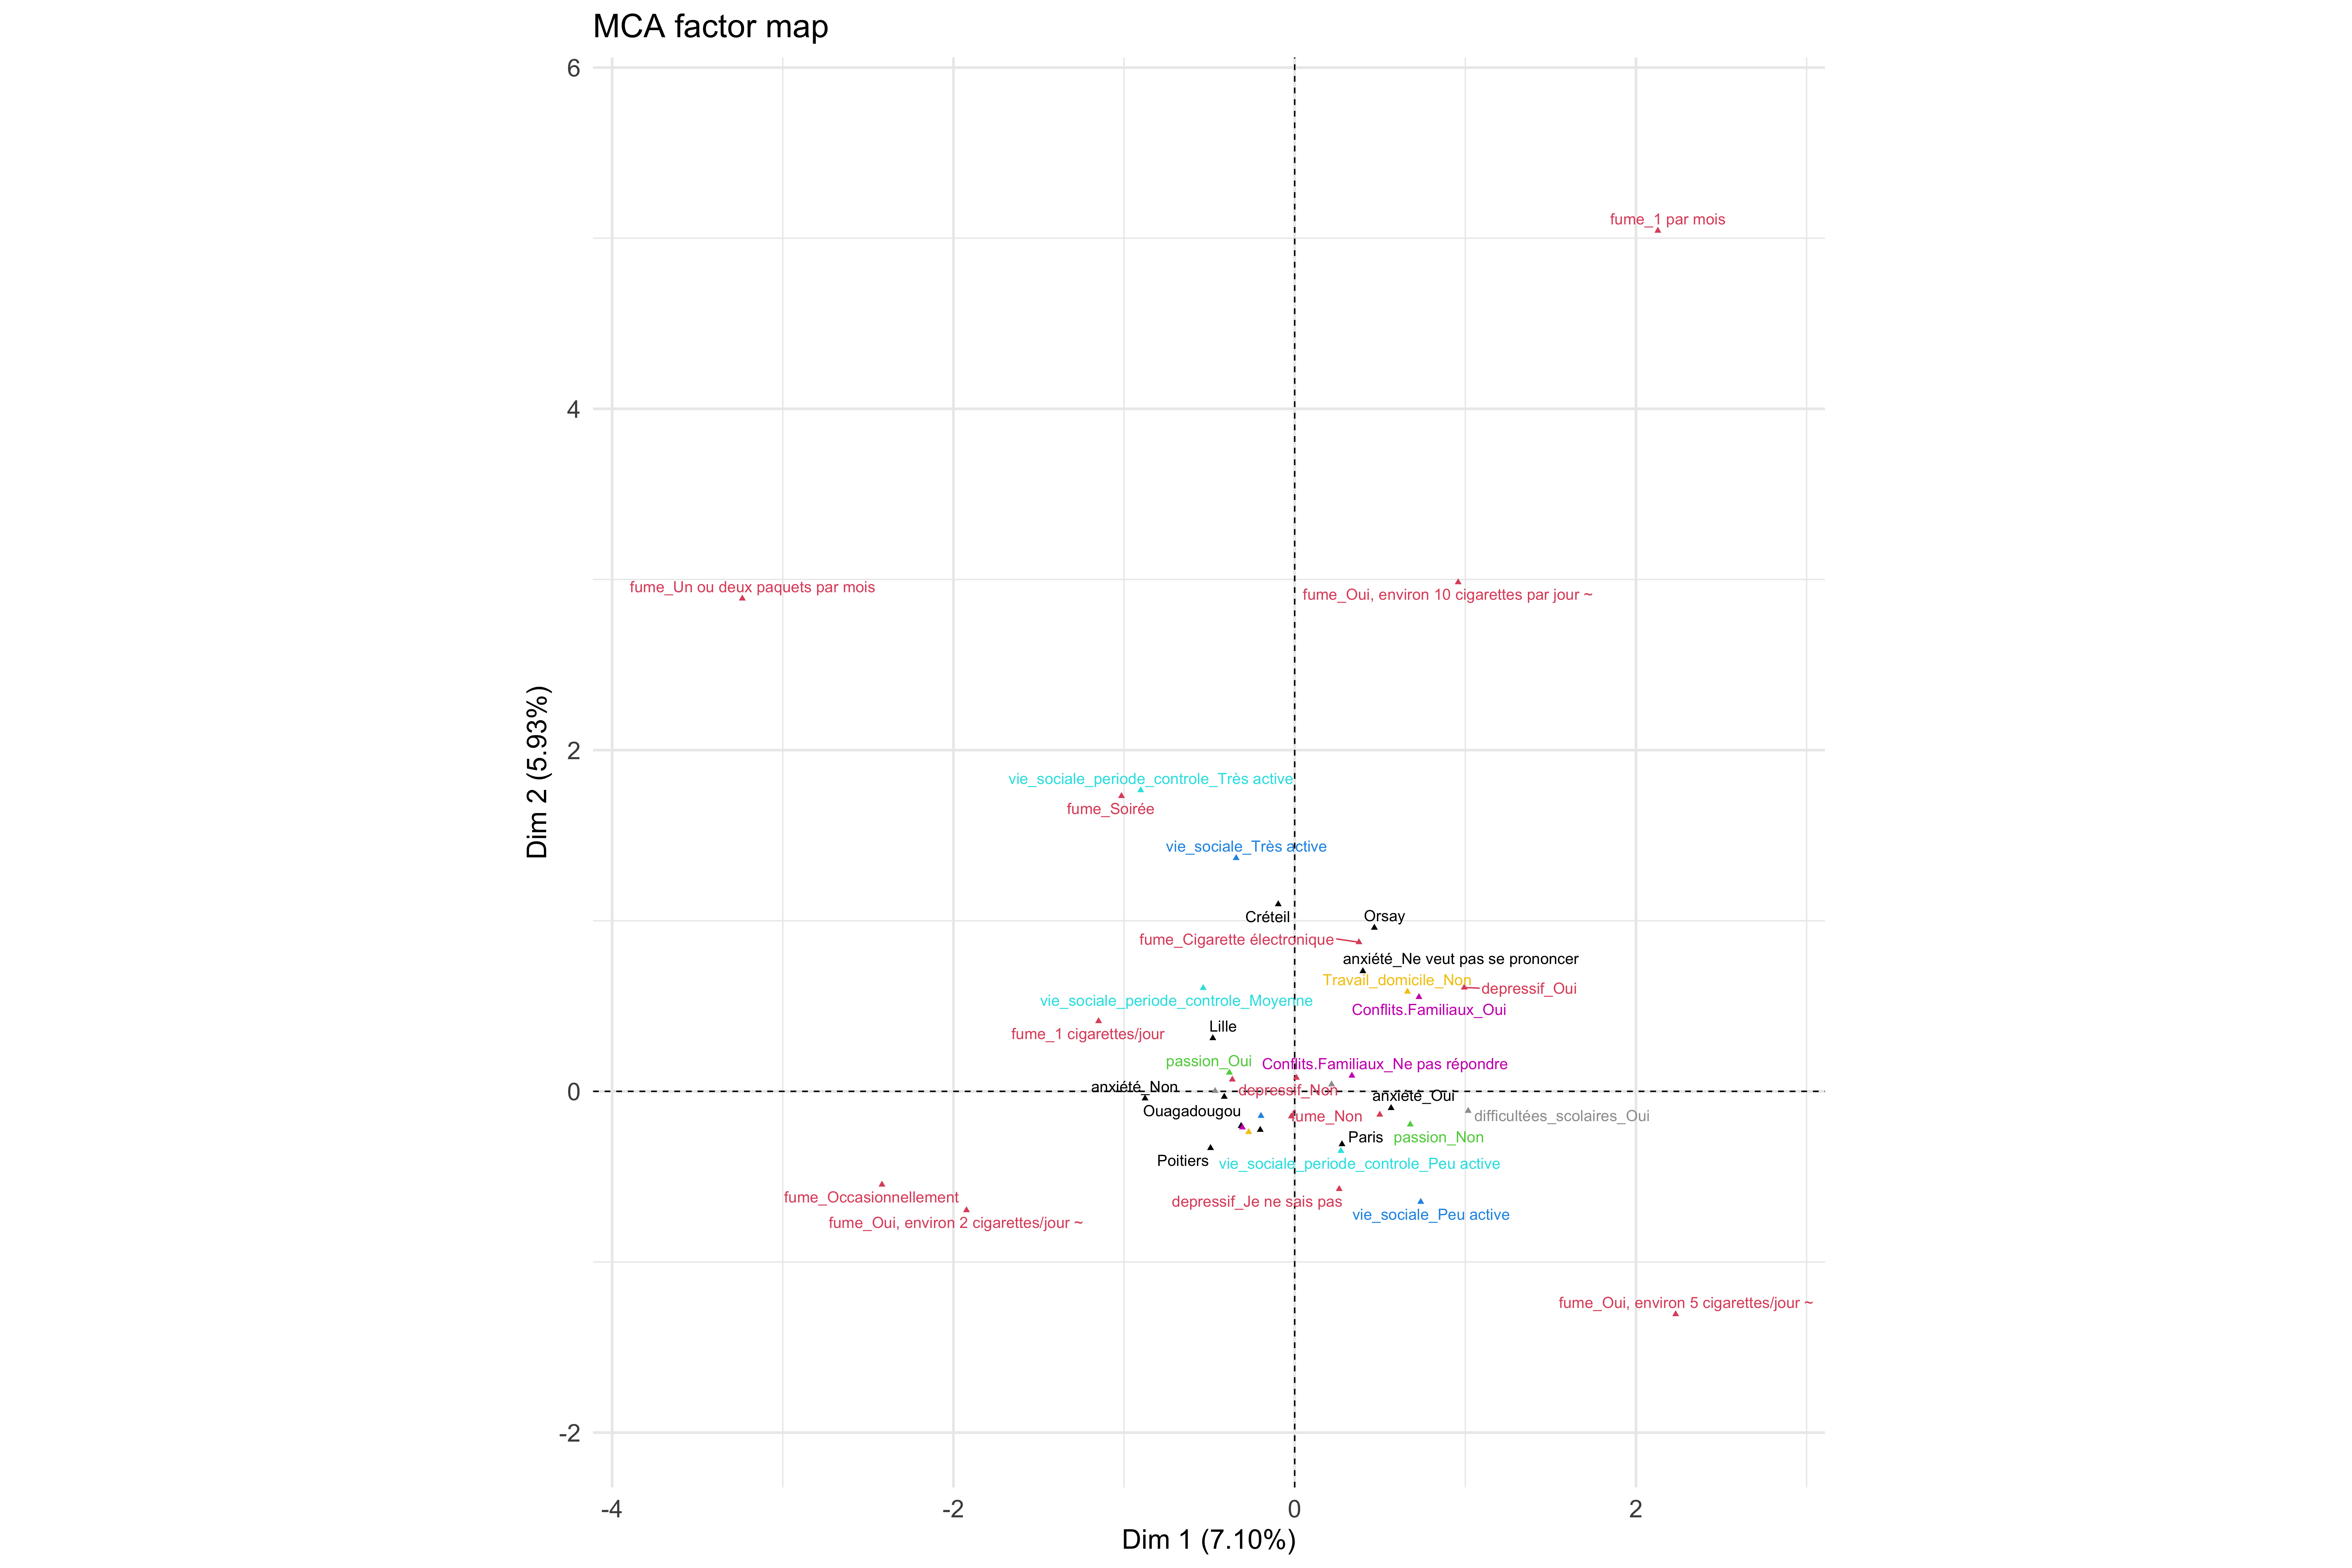 MCA factor map
6
fume_1 par mois
4
fume_Un ou deux paquets par mois
fume_Oui, environ 10 cigarettes par jour ~
2
vie_sociale_periode_controle_Très active
fume_Soirée
vie_sociale_Très active
Créteil
Orsay
fume_Cigarette électronique
anxiété_Ne veut pas se prononcer
Travail_domicile_Non
depressif_Oui
vie_sociale_periode_controle_Moyenne
Conflits.Familiaux_Oui
Lille
fume_1 cigarettes/jour
passion_Oui
Conflits.Familiaux_Ne pas répondre
0
anxiété_Non
depressif_Non
anxiété_Oui
Ouagadougou
fume_Non
difficultées_scolaires_Oui
Paris
passion_Non
Poitiers
vie_sociale_periode_controle_Peu active
fume_Occasionnellement
depressif_Je ne sais pas
vie_sociale_Peu active
fume_Oui, environ 2 cigarettes/jour ~
fume_Oui, environ 5 cigarettes/jour ~
-2
-4
-2
0
2
Dim 1 (7.10%)
Dim 2 (5.93%)